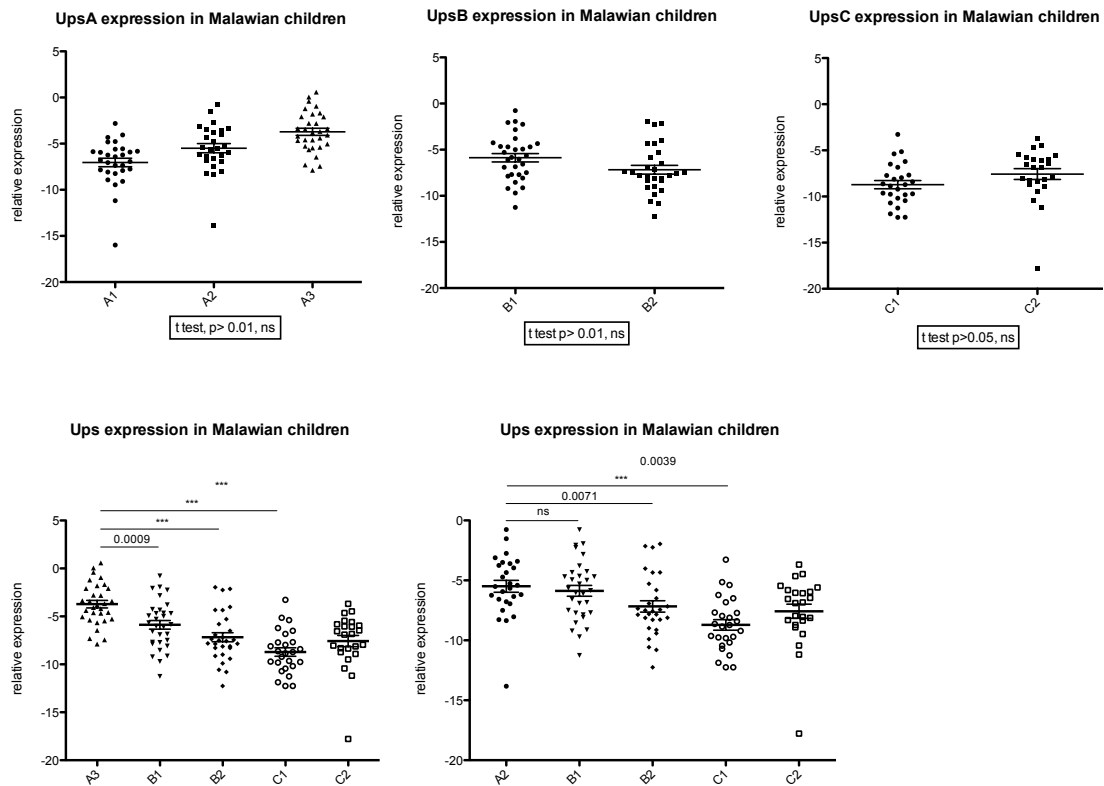 UpsA expression in Malawian children
5
0
-5
-10
-15
-20
relative expression
A1
A2
A3
t test, p> 0.01, ns
UpsB expression in Malawian children
5
0
-5
-10
-15
-20
relative expression
B1
B2
t test p> 0.01, ns
UpsC expression in Malawian children
5
0
-5
-10
-15
-20
relative expression
C1
C2
t test p>0.05, ns
Ups expression in Malawian children
***
***
***
0.0009
5
0
-5
-10
-15
-20
relative expression
A3
B1
B2
C1
C2
Ups expression in Malawian children
0.0039
***
0.0071
ns
0
-5
-10
-15
-20
relative expression
A2
B1
B2
C1
C2